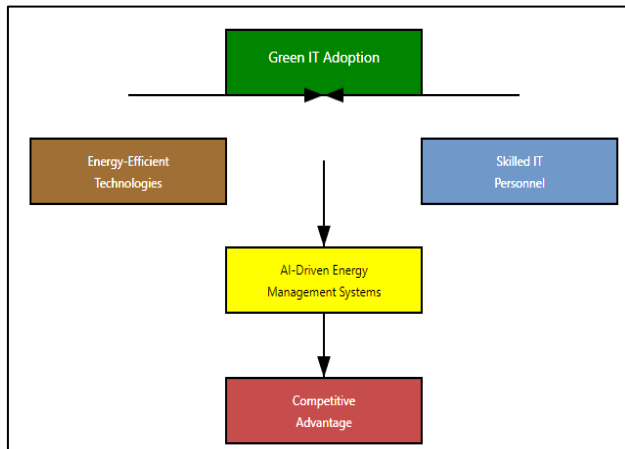 Green IT Adoption
Energy-Efficient
Technologies
Skilled IT
Personnel
AI-Driven Energy
Management Systems
Competitive
Advantage